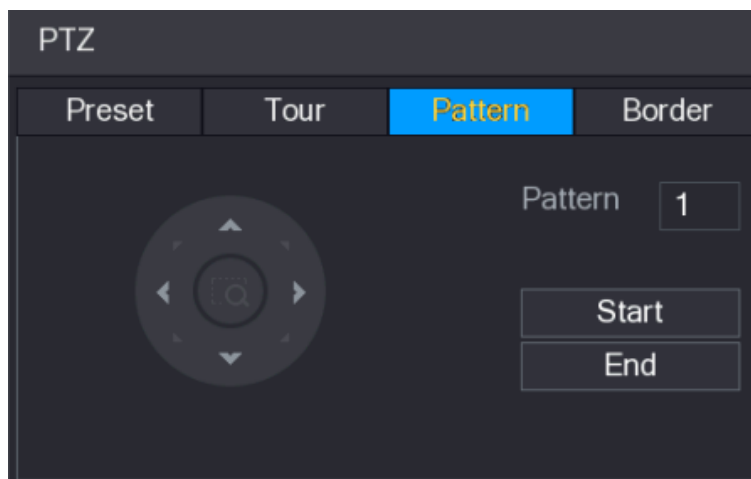 PTZ
Preset Tour Pattern Border
Pattern 1
Start
End